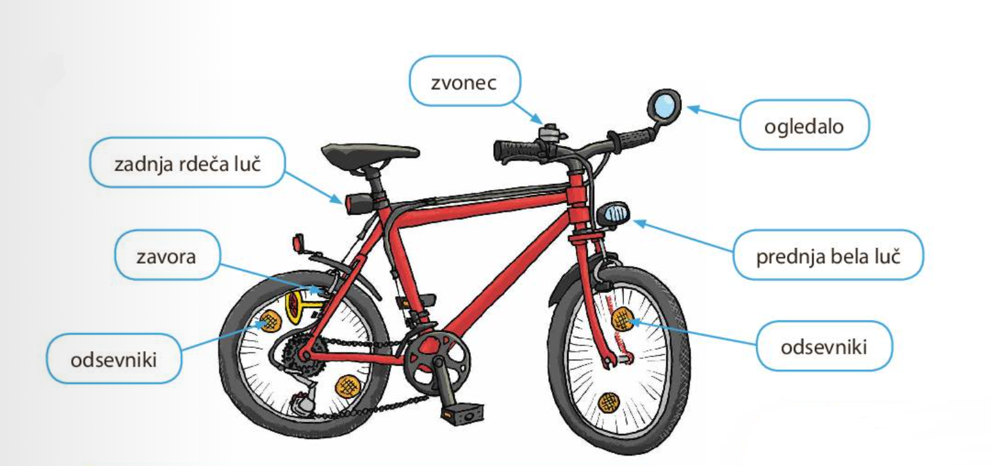 zvonec
ogledalo
zadnja rdeča luč
zavora
prednja bela luč
odsevniki
odsevniki